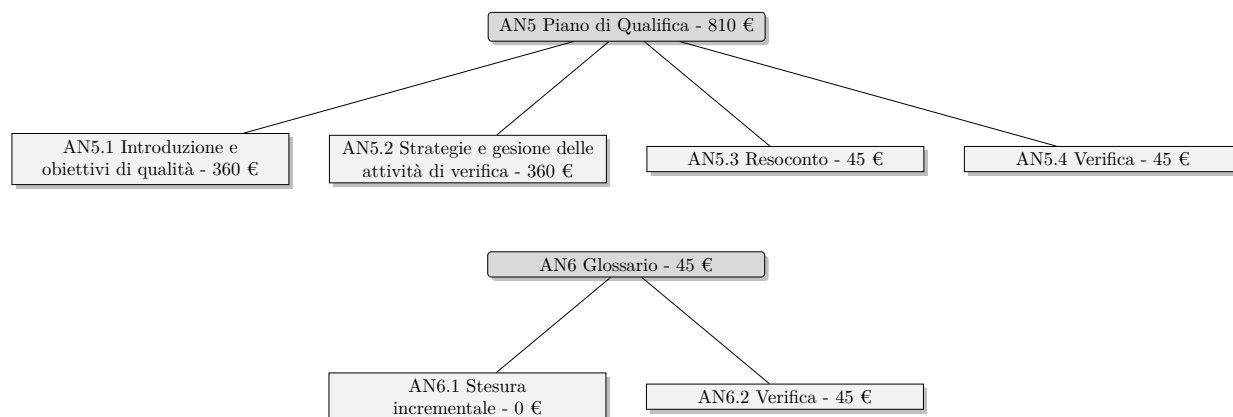 AN5 Piano di Qualifica - 810 €
AN5.1 Introduzione e
obiettivi di qualità - 360 €
AN5.2 Strategie e gesione delle
attività di verifica - 360 €
AN5.3 Resoconto - 45 €
AN5.4 Verifica - 45 €
AN6 Glossario - 45 €
AN6.1 Stesura
incrementale - 0 €
AN6.2 Verifica - 45 €